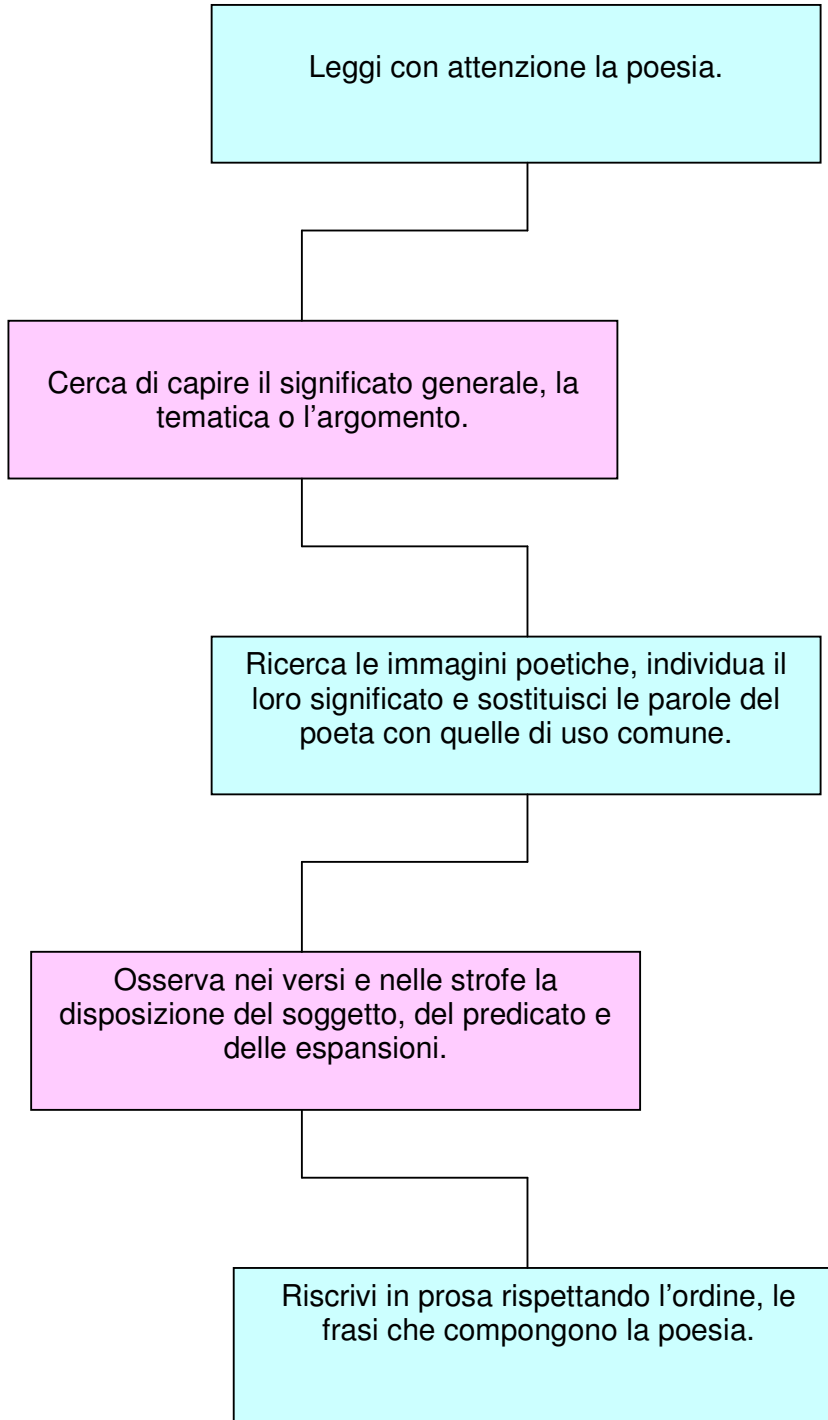 Leggi con attenzione la poesia.
Cerca di capire il significato generale, la
tematica o l'argomento.
Ricerca le immagini poetiche, individua il
loro significato e sostituisci le parole del
poeta con quelle di uso comune.
Osserva nei versi e nelle strofe la
disposizione del soggetto, del predicato e
delle espansioni.
Riscrivi in prosa rispettando l'ordine, le
frasi che compongono la poesia.